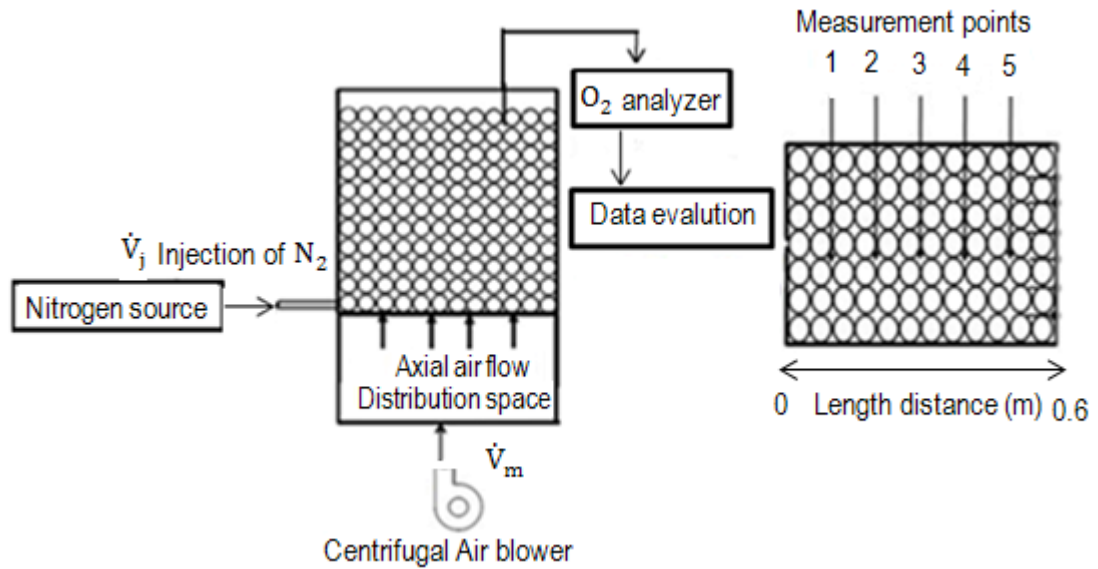 Measurement points
1 2 3 4 5
O₂ analyzer
Data evalution
V̇ⱼ Injection of N₂
Nitrogen source
Axial air flow
Distribution space
V̇ₘ
Centrifugal Air blower
0 Length distance (m) 0.6